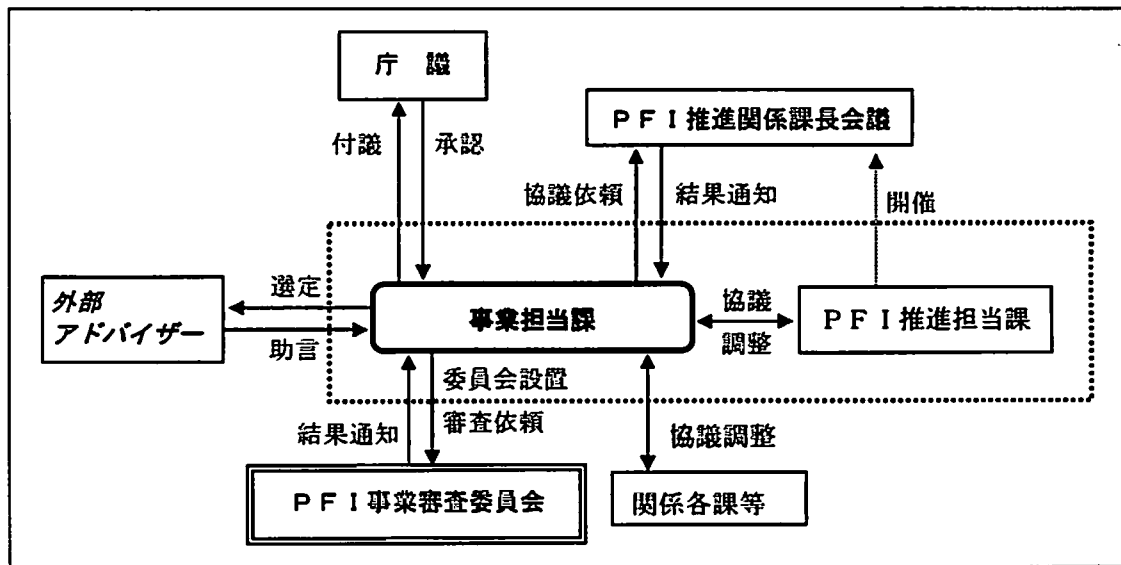 庁 議
PFI推進関係課長会議
付議
承認
協議依頼
結果通知
開催
外部
アドバイザー
選定
助言
事業担当課
協議
調整
PFI推進担当課
委員会設置
審査依頼
結果通知
協議調整
PFI事業審査委員会
関係各課等